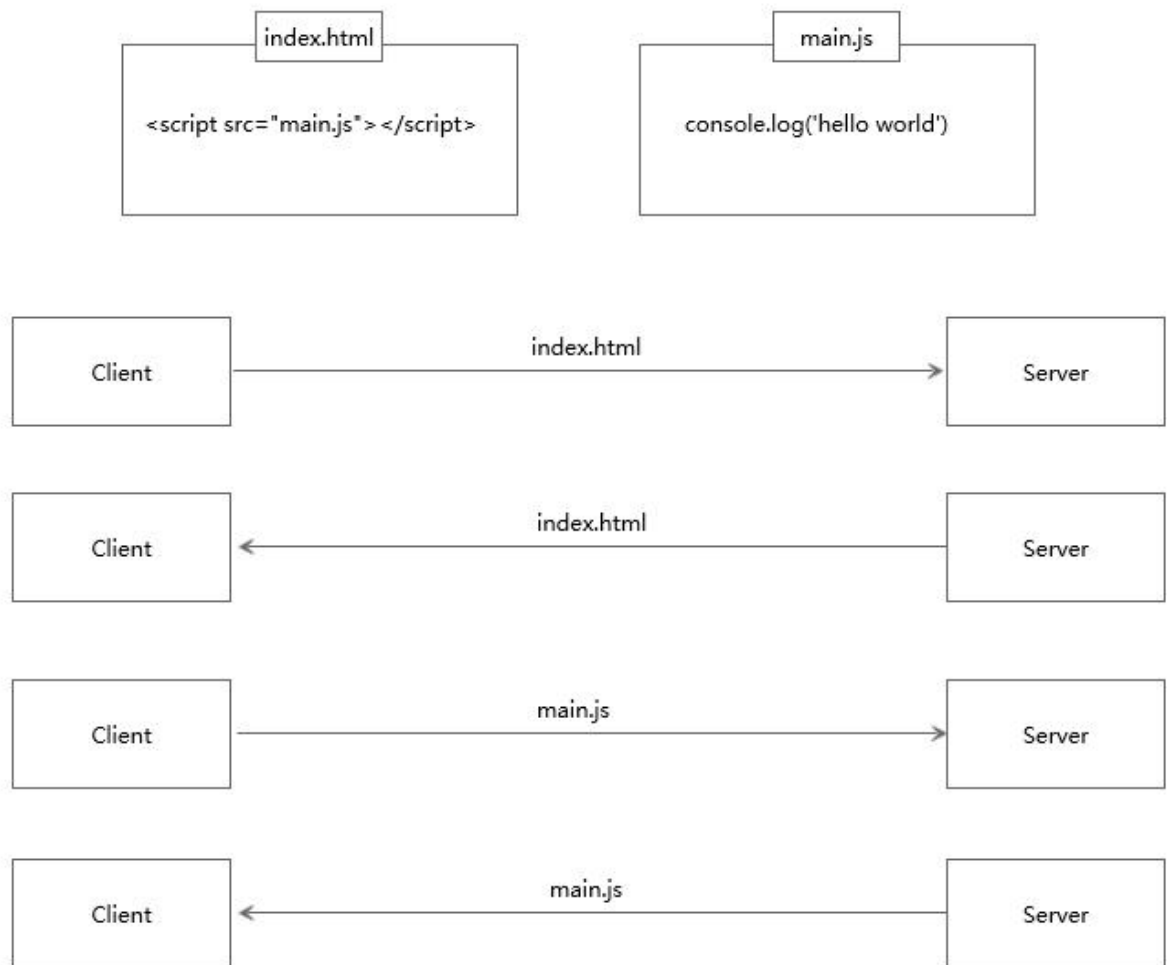 index.html
main.js
<script src="main.js"></script>
console.log('hello world')
index.html
Client
Server
index.html
Client
Server
main.js
Client
Server
main.js
Client
Server